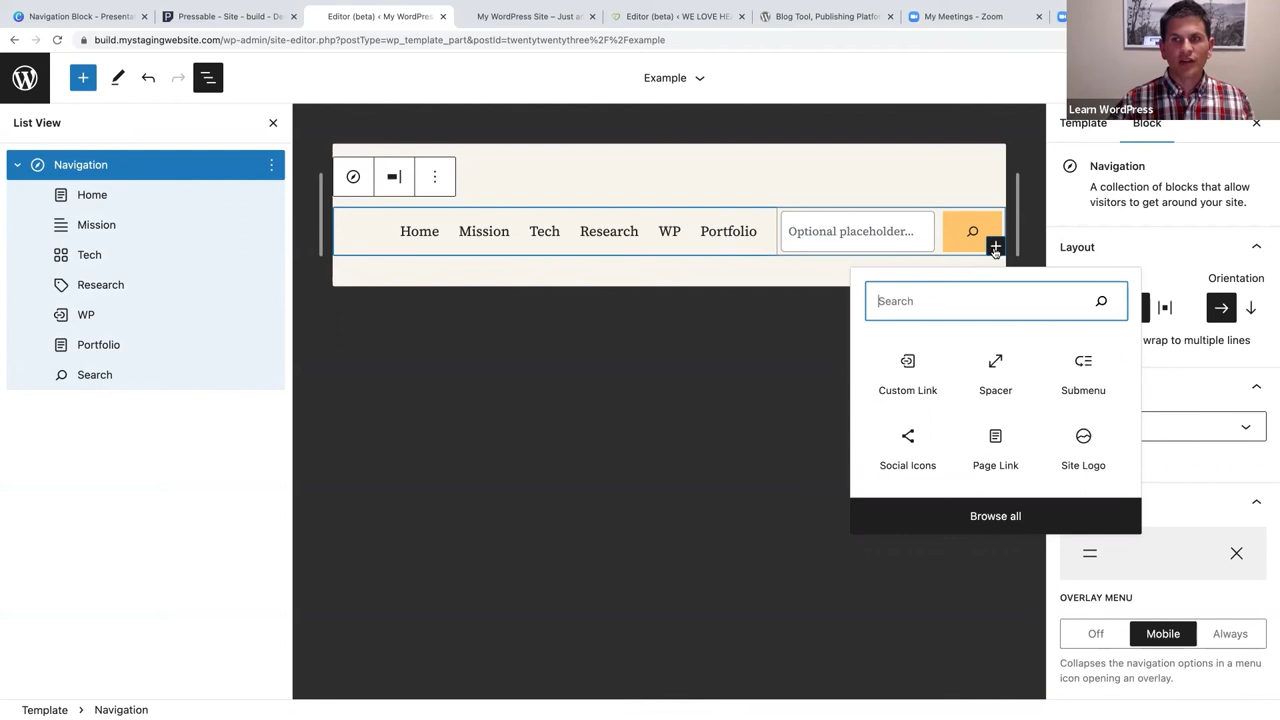 Navigation Block - Presenta
Pressable - Site - build - De
Editor (beta) ‹ My WordPress
My WordPress Site – Just an
Editor (beta) ‹ WE LOVE HE
Blog Tool, Publishing Platfo
My Meetings - Zoom
build.mystagingwebsite.com/wp-admin/site-editor.php?postType=wp_template_part&postId=twentytwentythree%2F%2Fexample
Example
Learn WordPress
List View
Template
Block
Navigation
Home
Mission
Tech
Research
WP
Portfolio
Search
Home Mission Tech Research WP Portfolio Optional placeholder...
Search
Custom Link
Spacer
Submenu
Social Icons
Page Link
Site Logo
Browse all
Navigation
A collection of blocks that allow
visitors to get around your site.
Layout
Orientation
wrap to multiple lines
OVERLAY MENU
Off
Mobile
Always
Collapses the navigation options in a menu
icon opening an overlay.
Template > Navigation